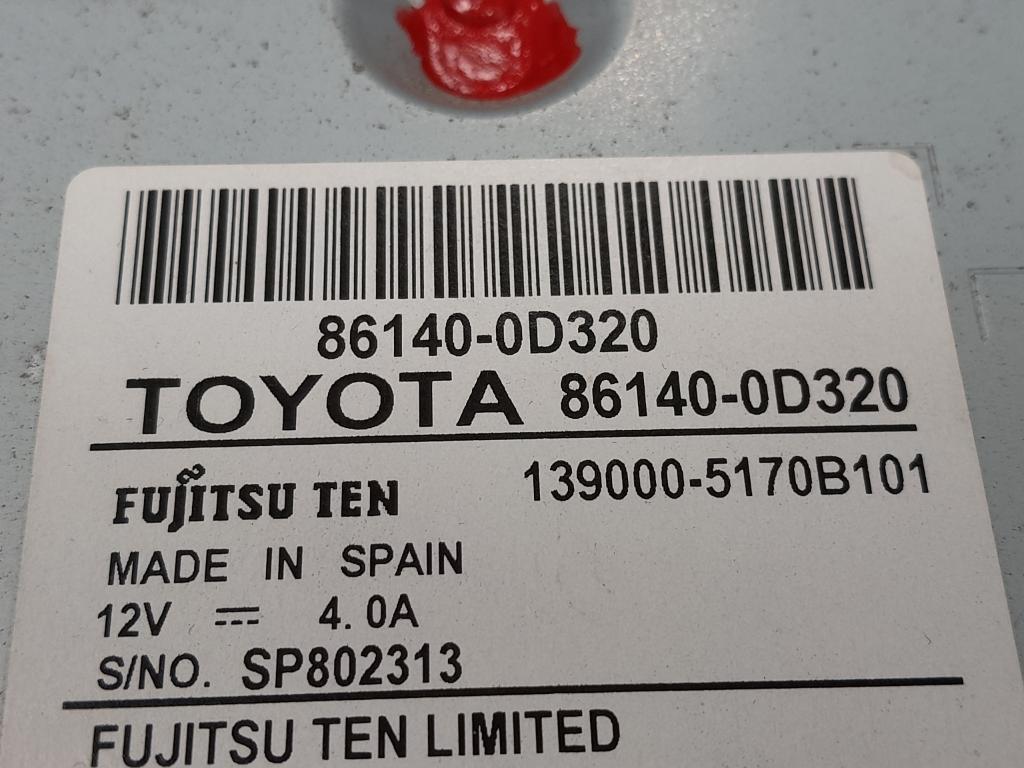 86140-0D320
TOYOTA 86140-0D320
FUJITSU TEN 139000-5170B101
MADE IN SPAIN
12V ⎓ 4.0A
S/NO. SP802313
FUJITSU TEN LIMITED